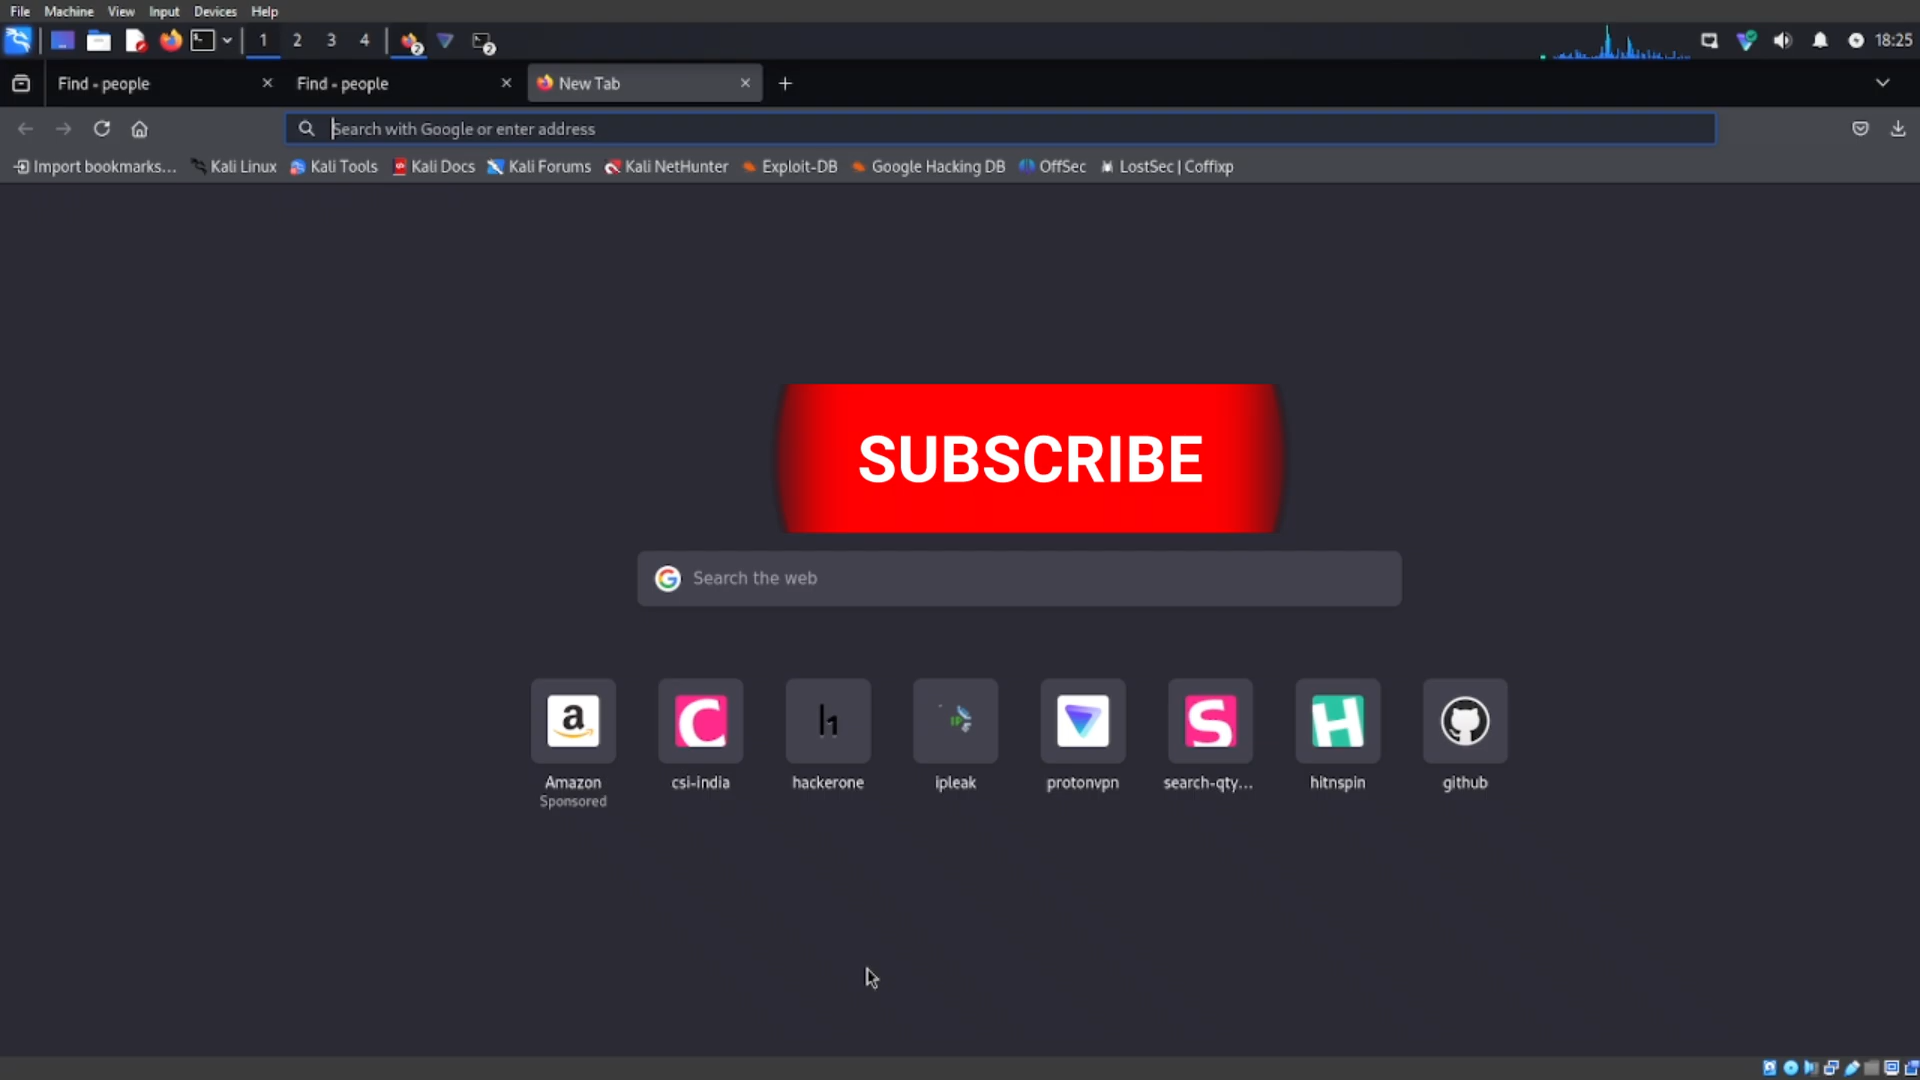 File Machine View Input Devices Help
1 2 3 4 18:25
Find - people Find - people New Tab
Search with Google or enter address
Import bookmarks... Kali Linux Kali Tools Kali Docs Kali Forums Kali NetHunter Exploit-DB Google Hacking DB OffSec LostSec | Coffixp
SUBSCRIBE
Search the web
Amazon csi-india hackerone ipleak protonvpn search-qty... hitnspin github
Sponsored